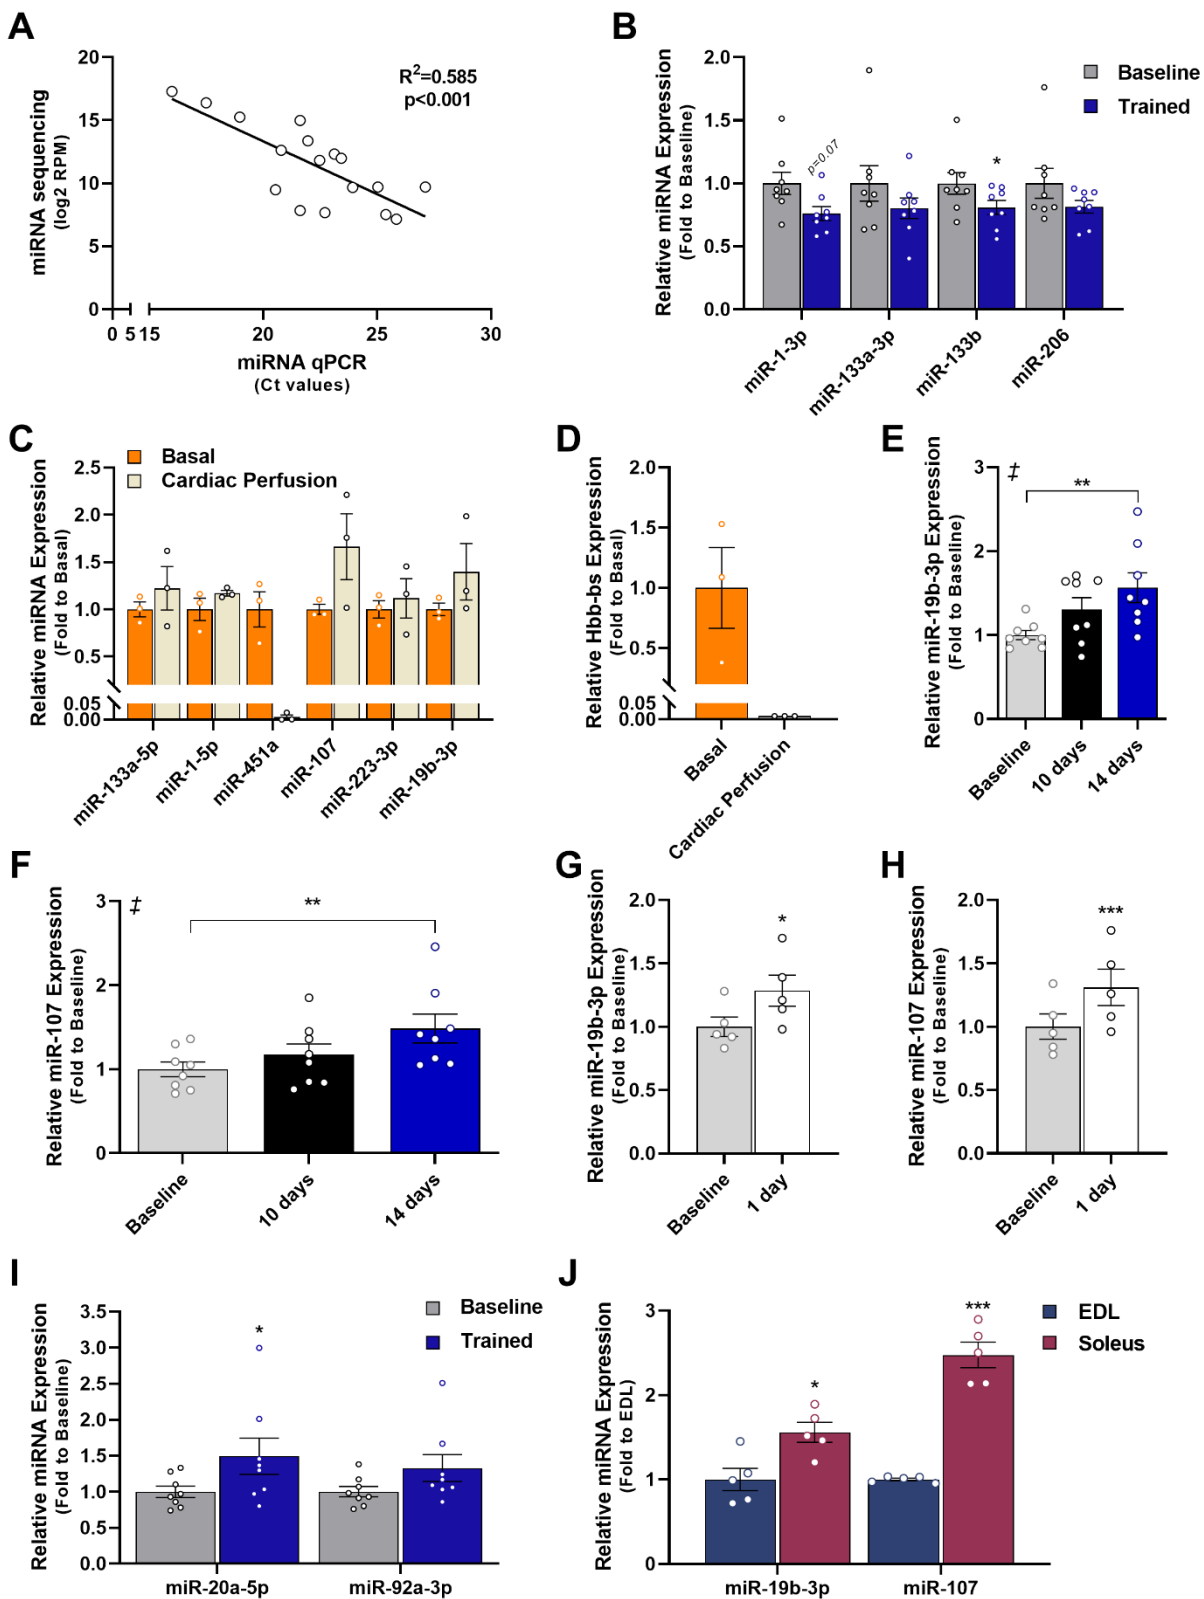 A
miRNA sequencing
(log2 RPM)
20
15
10
5
0
R²=0.585
p<0.001
0 5 15 20 25 30
miRNA qPCR
(Ct values)
B
Relative miRNA Expression
(Fold to Baseline)
2.0
1.5
1.0
0.5
0.0
Baseline
Trained
p=0.07
*
miR-1-3p
miR-133a-3p
miR-133b
miR-206
C
Relative miRNA Expression
(Fold to Basal)
Basal
Cardiac Perfusion
2.5
2.0
1.5
1.0
0.5
0.05
0.00
miR-133a-5p
miR-1-5p
miR-451a
miR-107
miR-223-3p
miR-19b-3p
D
Relative Hbb-bs Expression
(Fold to Basal)
2.0
1.5
1.0
0.5
0.05
0.00
Basal
Cardiac Perfusion
E
Relative miR-19b-3p Expression
(Fold to Baseline)
3
2
1
0
‡
**
Baseline
10 days
14 days
F
Relative miR-107 Expression
(Fold to Baseline)
3
2
1
0
‡
**
Baseline
10 days
14 days
G
Relative miR-19b-3p Expression
(Fold to Baseline)
2.0
1.5
1.0
0.5
0.0
*
Baseline
1 day
H
Relative miR-107 Expression
(Fold to Baseline)
2.0
1.5
1.0
0.5
0.0
***
Baseline
1 day
I
Relative miRNA Expression
(Fold to Baseline)
3.5
3.0
2.5
2.0
1.5
1.0
0.5
0.0
Baseline
Trained
*
miR-20a-5p
miR-92a-3p
J
Relative miRNA Expression
(Fold to EDL)
3
2
1
0
EDL
Soleus
*
***
miR-19b-3p
miR-107